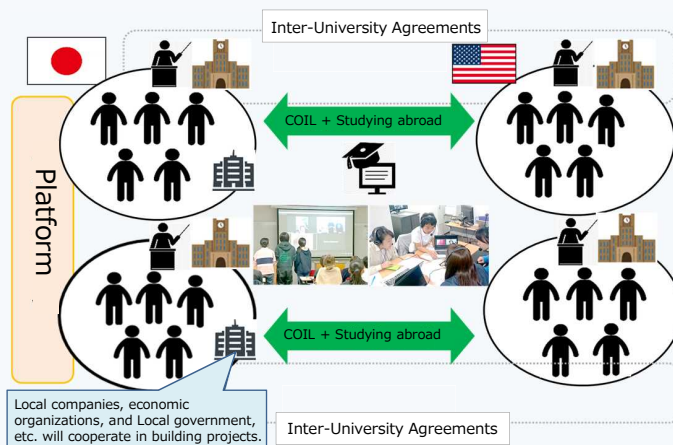 Inter-University Agreements
COIL + Studying abroad
Platform
COIL + Studying abroad
Local companies, economic
organizations, and Local government,
etc. will cooperate in building projects.
Inter-University Agreements